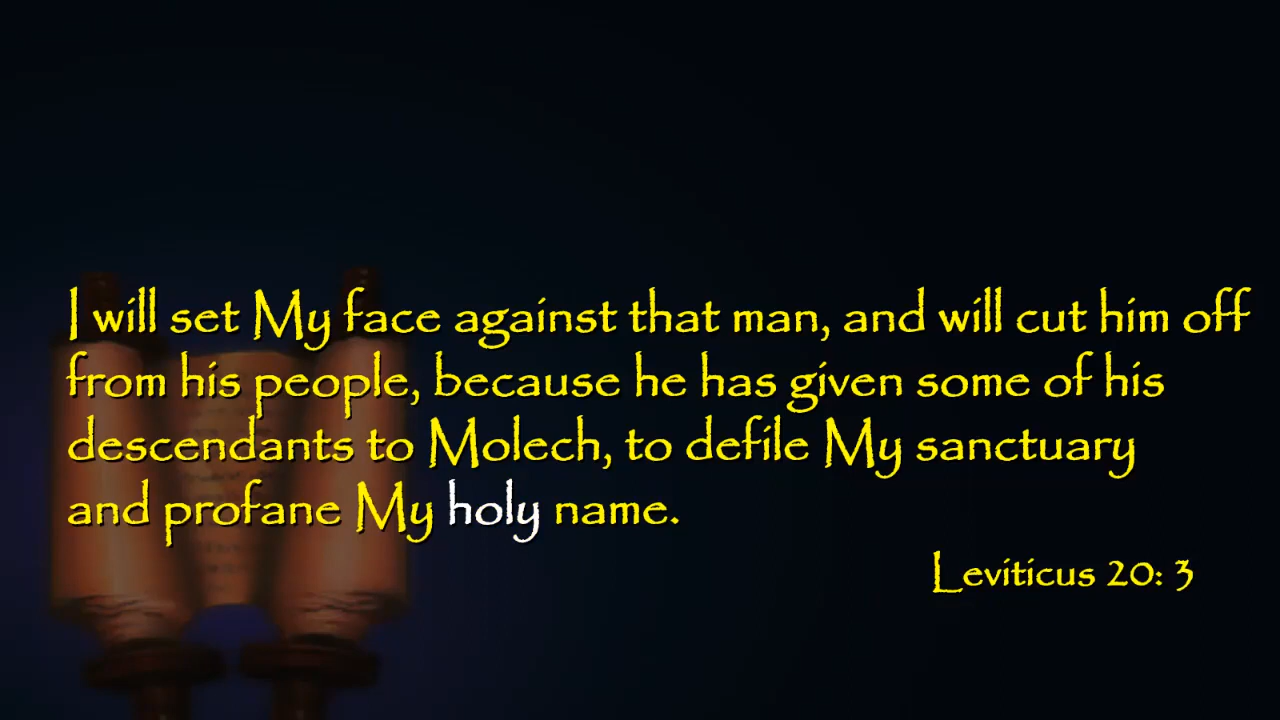 I will set My face against that man, and will cut him off
from his people, because he has given some of his
descendants to Molech, to defile My sanctuary
and profane My holy name.
Leviticus 20: 3